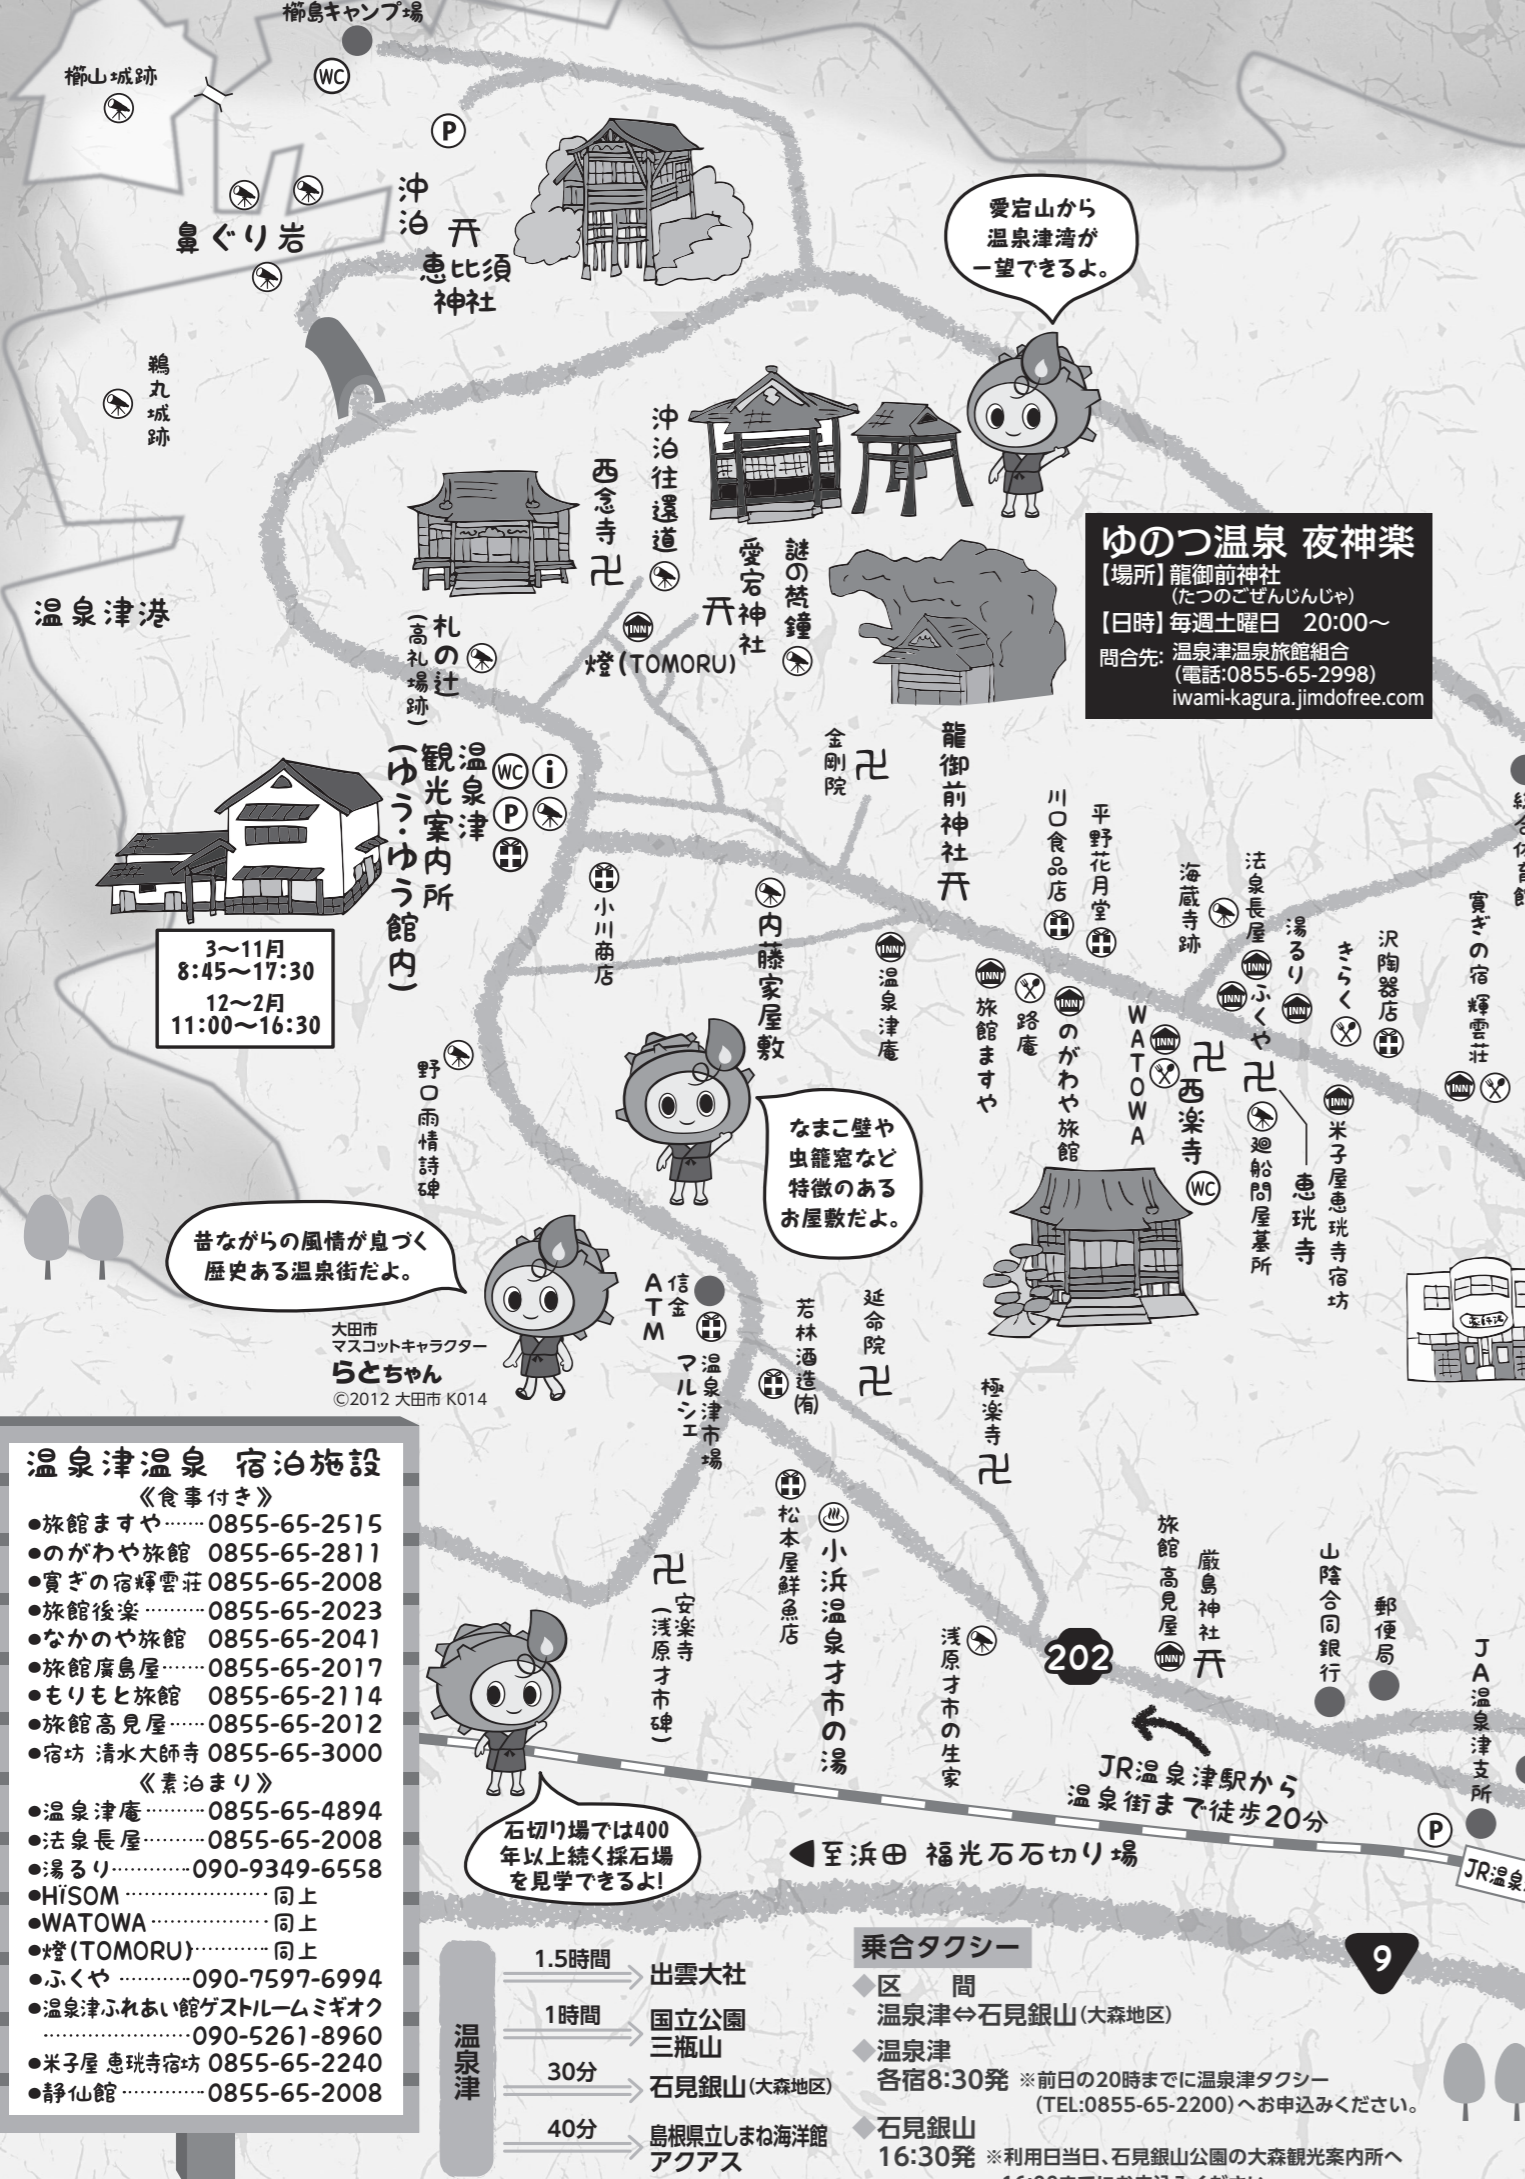 櫛島キャンプ場
WC
櫛山城跡
P
沖泊
恵比須
神社
鼻ぐり岩
鵜丸城跡
愛宕山から
温泉津湾が
一望できるよ。
沖泊往還道
西念寺
愛宕神社
謎の梵鐘
温泉津港
札の辻
(高札場跡)
INN
燈(TOMORU)
ゆのつ温泉 夜神楽
【場所】龍御前神社
(たつのごぜんじんじゃ)
【日時】毎週土曜日 20:00〜
問合先: 温泉津温泉旅館組合
(電話:0855-65-2998)
iwami-kagura.jimdofree.com
温泉津
観光案内所
(ゆう・ゆう館内)
WC i
P
3〜11月
8:45〜17:30
12〜2月
11:00〜16:30
金剛院
龍御前神社
川口食品店
平野花月堂
海蔵寺跡
法泉長屋
INN
湯るり
INN
きらく
沢陶器店
寛ぎの宿 輝雲荘
INN
小川商店
内藤家屋敷
INN
温泉津庵
INN
旅館ますや
路庵
INN
のがわや旅館
WATOWA
INN
西楽寺
WC
INN
ふくや
廻船問屋墓所
恵珖寺
INN
米子屋恵珖寺宿坊
野口雨情詩碑
なまこ壁や
虫籠窓など
特徴のある
お屋敷だよ。
昔ながらの風情が息づく
歴史ある温泉街だよ。
大田市
マスコットキャラクター
らとちゃん
©2012 大田市 K014
信金
ATM
温泉津市場
マルシェ
若林酒造(有)
延命院
極楽寺
温泉津温泉 宿泊施設
《食事付き》
●旅館ますや……0855-65-2515
●のがわや旅館 0855-65-2811
●寛ぎの宿輝雲荘 0855-65-2008
●旅館後楽………0855-65-2023
●なかのや旅館 0855-65-2041
●旅館廣島屋……0855-65-2017
●もりもと旅館 0855-65-2114
●旅館高見屋……0855-65-2012
●宿坊 清水大師寺 0855-65-3000
《素泊まり》
●温泉津庵………0855-65-4894
●法泉長屋………0855-65-2008
●湯るり…………090-9349-6558
●HÏSOM…………………同上
●WATOWA………………同上
●燈(TOMORU)…………同上
●ふくや…………090-7597-6994
●温泉津ふれあい館ゲストルームミギオク
…………………090-5261-8960
●米子屋 恵珖寺宿坊 0855-65-2240
●静仙館…………0855-65-2008
安楽寺
(浅原才市碑)
松本屋鮮魚店
小浜温泉才市の湯
浅原才市の生家
202
旅館 高見屋
INN
厳島神社
山陰合同銀行
郵便局
JA温泉津支所
JR温泉津駅から
温泉街まで徒歩20分
P
JR温泉
石切り場では400
年以上続く採石場
を見学できるよ!
至浜田 福光石石切り場
9
温泉津
1.5時間
出雲大社
1時間
国立公園
三瓶山
30分
石見銀山(大森地区)
40分
島根県立しまね海洋館
アクアス
乗合タクシー
◆区 間
温泉津⇔石見銀山(大森地区)
◆温泉津
各宿8:30発 ※前日の20時までに温泉津タクシー
(TEL:0855-65-2200)へお申込みください。
◆石見銀山
16:30発 ※利用日当日、石見銀山公園の大森観光案内所へ